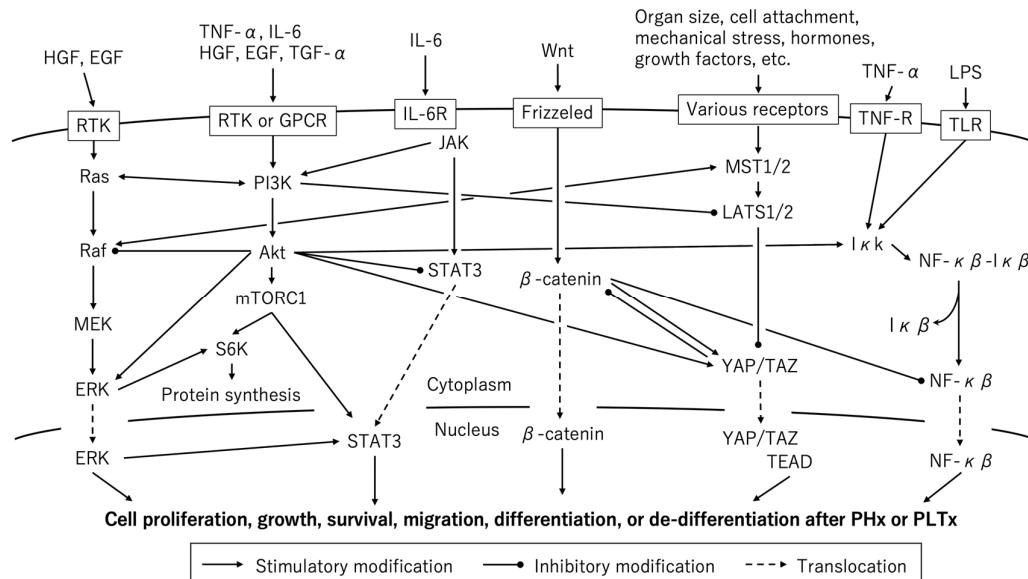 HGF, EGF
TNF-α, IL-6
HGF, EGF, TGF-α
IL-6
Wnt
Organ size, cell attachment,
mechanical stress, hormones,
growth factors, etc.
TNF-α
LPS
RTK
RTK or GPCR
IL-6R
Frizzeled
Various receptors
TNF-R
TLR
JAK
Ras
PI3K
MST1/2
LATS1/2
Raf
Akt
STAT3
β-catenin
Iκk
NF-κβ-Iκβ
mTORC1
MEK
S6K
Iκβ
ERK
Protein synthesis
Cytoplasm
YAP/TAZ
NF-κβ
Nucleus
ERK
STAT3
β-catenin
YAP/TAZ
TEAD
NF-κβ
Cell proliferation, growth, survival, migration, differentiation, or de-differentiation after PHx or PLTx
Stimulatory modification
Inhibitory modification
Translocation